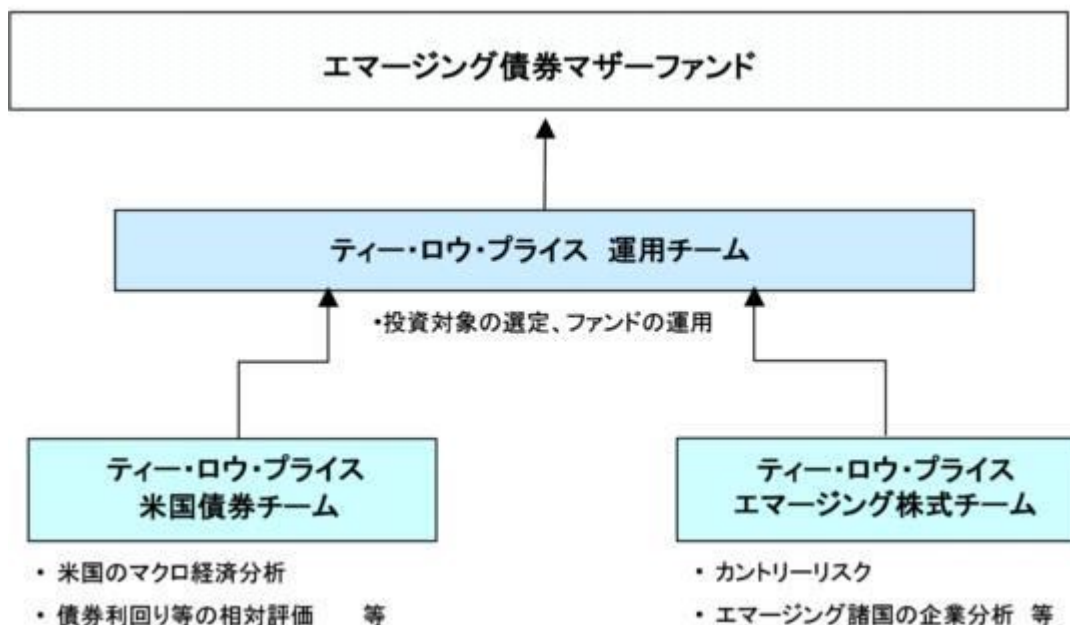 エマージング債券マザーファンド
ティー・ロウ・プライス 運用チーム
・投資対象の選定、ファンドの運用
ティー・ロウ・プライス
米国債券チーム
・ 米国のマクロ経済分析
・ 債券利回り等の相対評価 等
ティー・ロウ・プライス
エマージング株式チーム
・ カントリーリスク
・ エマージング諸国の企業分析 等